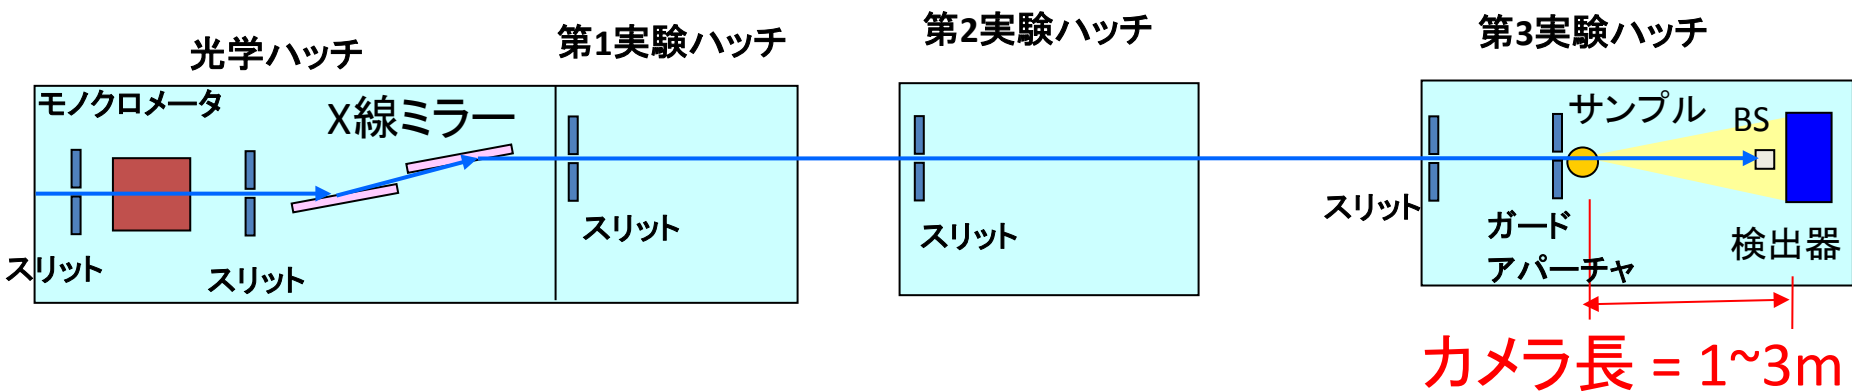 光学ハッチ
第1実験ハッチ
第2実験ハッチ
第3実験ハッチ
モノクロメータ
X線ミラー
サンプル
BS
スリット
スリット
スリット
スリット
スリット
ガード
アパーチャ
検出器
カメラ長 = 1~3m